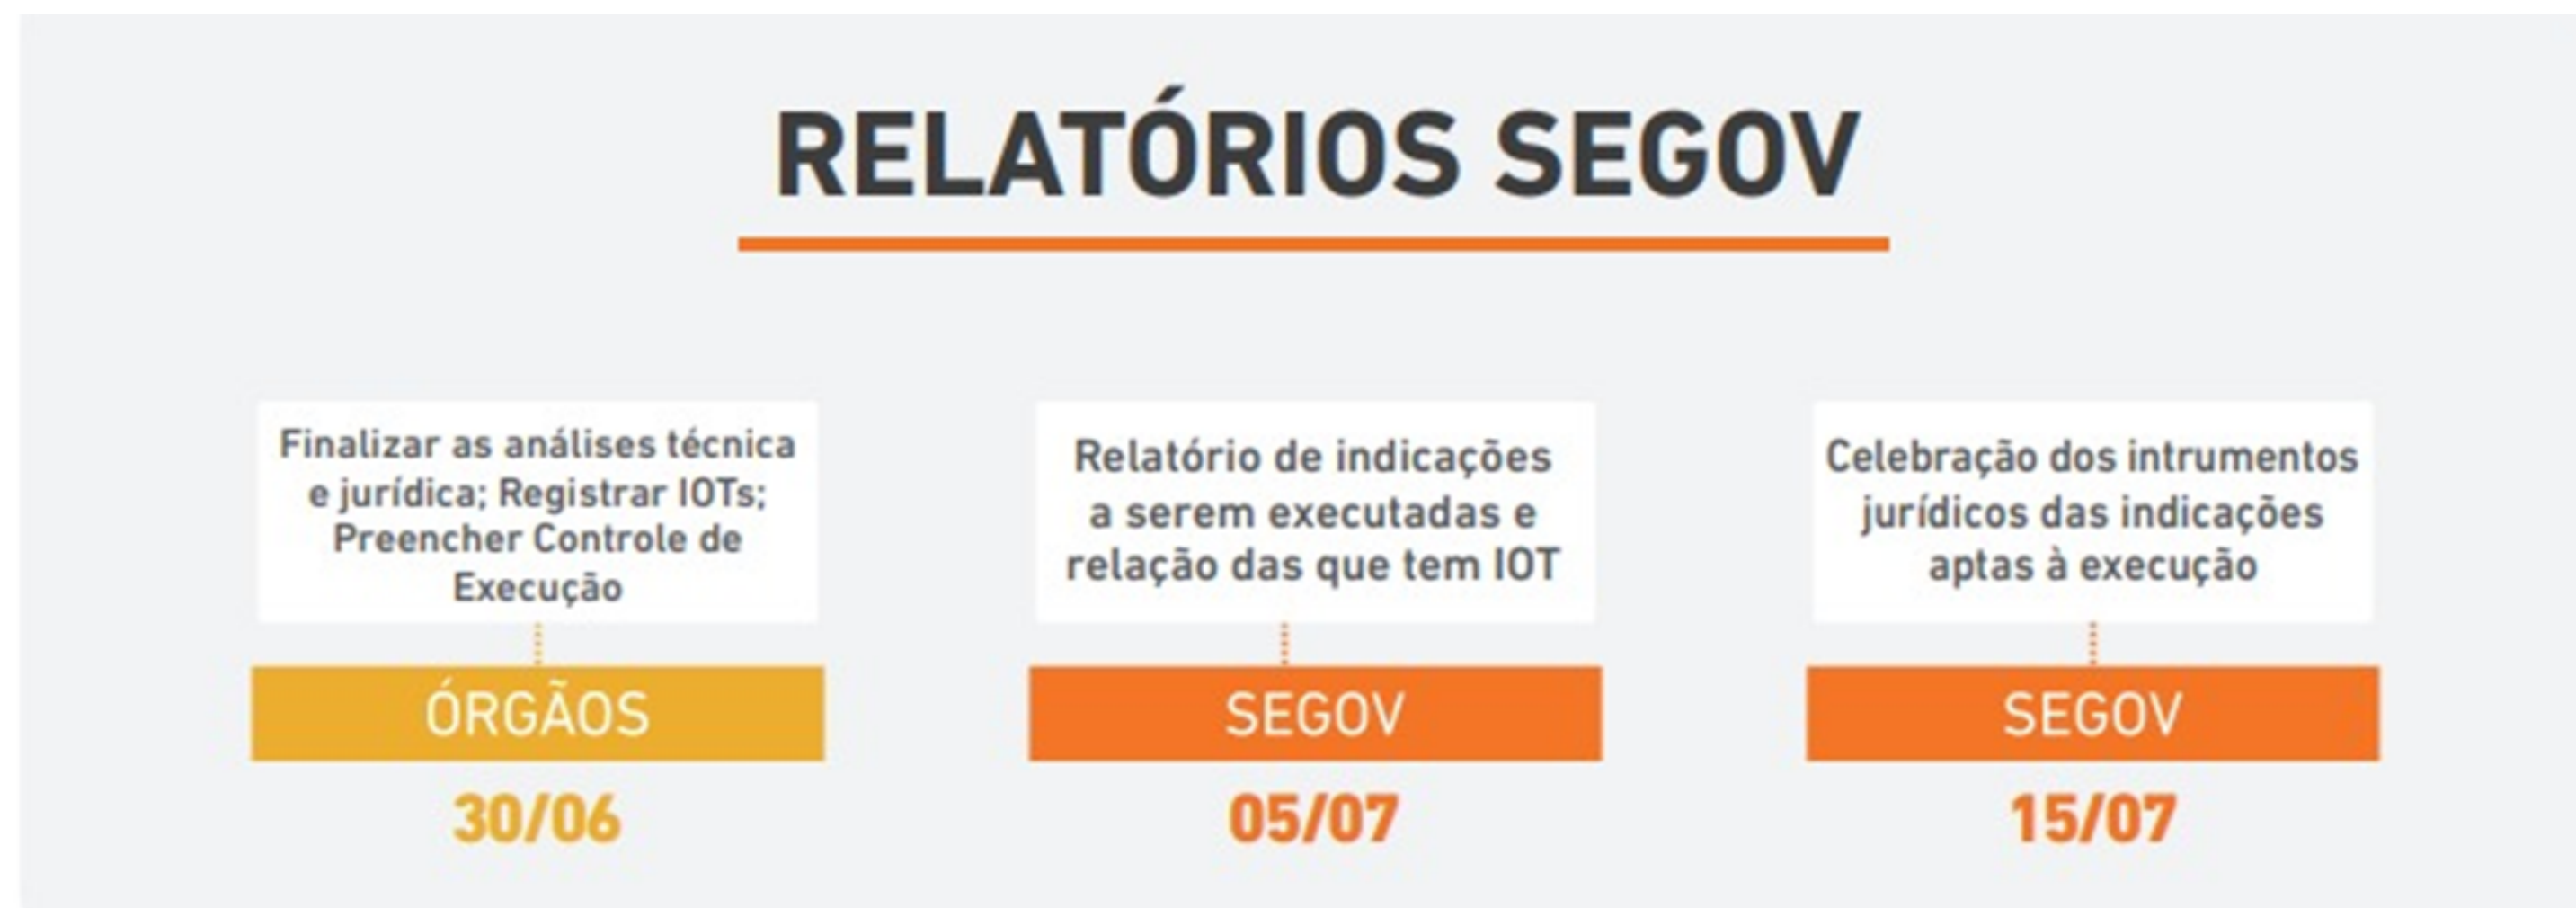 RELATÓRIOS SEGOV
Finalizar as análises técnica
e jurídica; Registrar IOTs;
Preencher Controle de
Execução
ÓRGÃOS
30/06
Relatório de indicações
a serem executadas e
relação das que tem IOT
SEGOV
05/07
Celebração dos intrumentos
jurídicos das indicações
aptas à execução
SEGOV
15/07